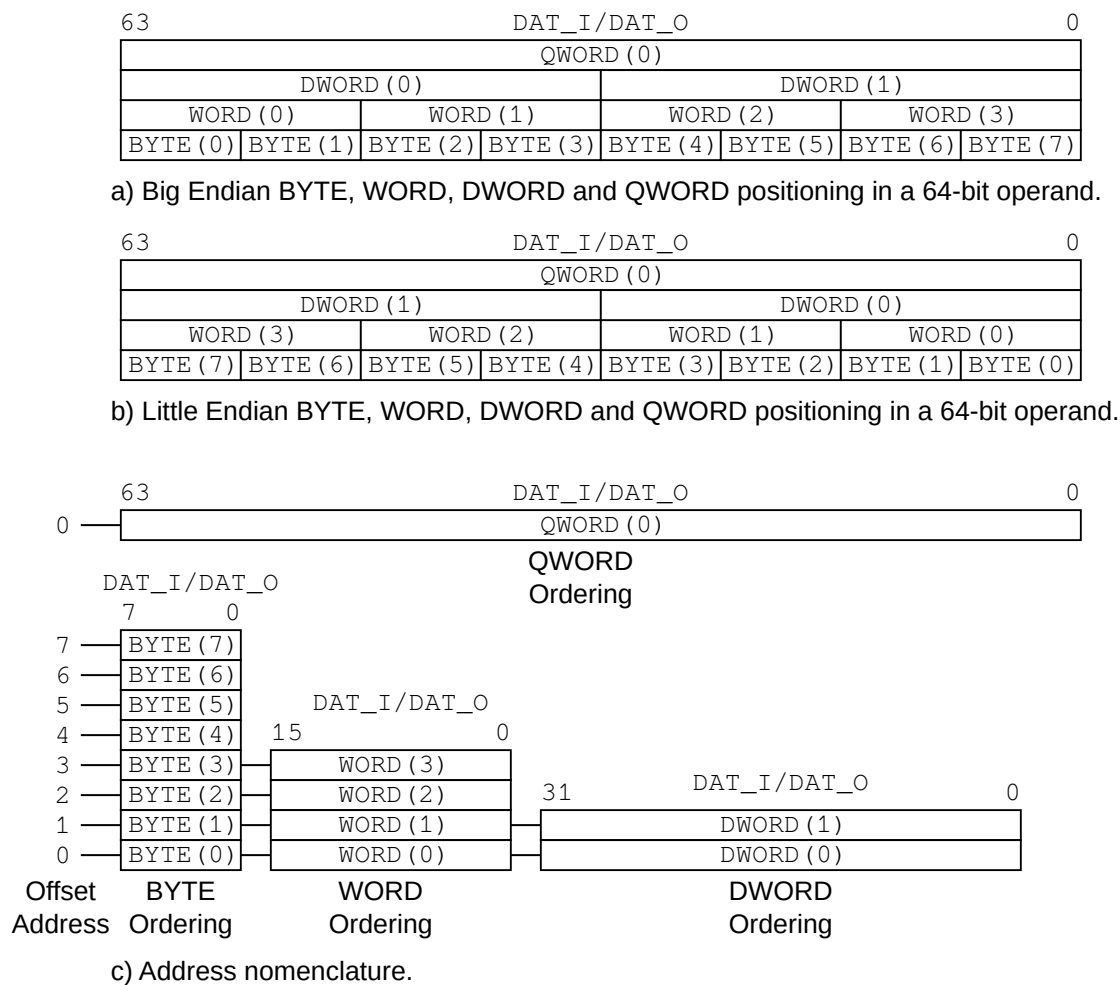 63 DAT_I/DAT_O 0
QWORD(0)
DWORD(0) DWORD(1)
WORD(0) WORD(1) WORD(2) WORD(3)
BYTE(0) BYTE(1) BYTE(2) BYTE(3) BYTE(4) BYTE(5) BYTE(6) BYTE(7)
a) Big Endian BYTE, WORD, DWORD and QWORD positioning in a 64-bit operand.
63 DAT_I/DAT_O 0
QWORD(0)
DWORD(1) DWORD(0)
WORD(3) WORD(2) WORD(1) WORD(0)
BYTE(7) BYTE(6) BYTE(5) BYTE(4) BYTE(3) BYTE(2) BYTE(1) BYTE(0)
b) Little Endian BYTE, WORD, DWORD and QWORD positioning in a 64-bit operand.
63 DAT_I/DAT_O 0
0 QWORD(0)
QWORD
Ordering
DAT_I/DAT_O
7 0
7 BYTE(7)
6 BYTE(6)
5 BYTE(5) DAT_I/DAT_O
4 BYTE(4) 15 0
3 BYTE(3) WORD(3) DAT_I/DAT_O
2 BYTE(2) WORD(2) 31 0
1 BYTE(1) WORD(1) DWORD(1)
0 BYTE(0) WORD(0) DWORD(0)
Offset BYTE WORD DWORD
Address Ordering Ordering Ordering
c) Address nomenclature.